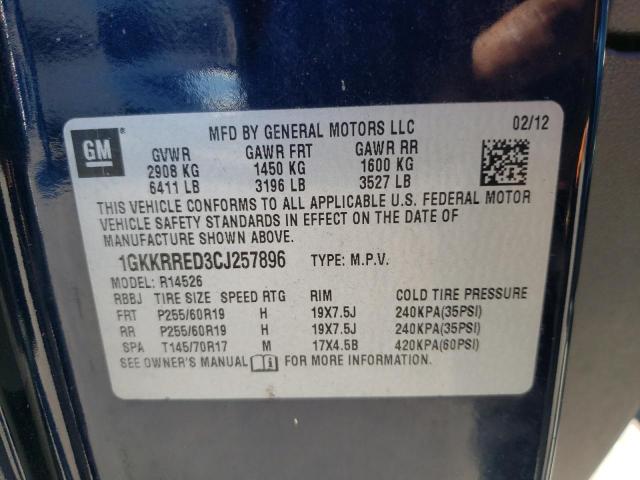 GM
®
MFD BY GENERAL MOTORS LLC 02/12
GVWR GAWR FRT GAWR RR
2908 KG 1450 KG 1600 KG
6411 LB 3196 LB 3527 LB
THIS VEHICLE CONFORMS TO ALL APPLICABLE U.S. FEDERAL MOTOR
VEHICLE SAFETY STANDARDS IN EFFECT ON THE DATE OF
MANUFACTURE SHOWN ABOVE.
1GKKRRED3CJ257896 TYPE: M.P.V.
MODEL: R14526
RBBJ TIRE SIZE SPEED RTG RIM COLD TIRE PRESSURE
FRT P255/60R19 H 19X7.5J 240KPA(35PSI)
RR P255/60R19 H 19X7.5J 240KPA(35PSI)
SPA T145/70R17 M 17X4.5B 420KPA(60PSI)
SEE OWNER'S MANUAL FOR MORE INFORMATION.